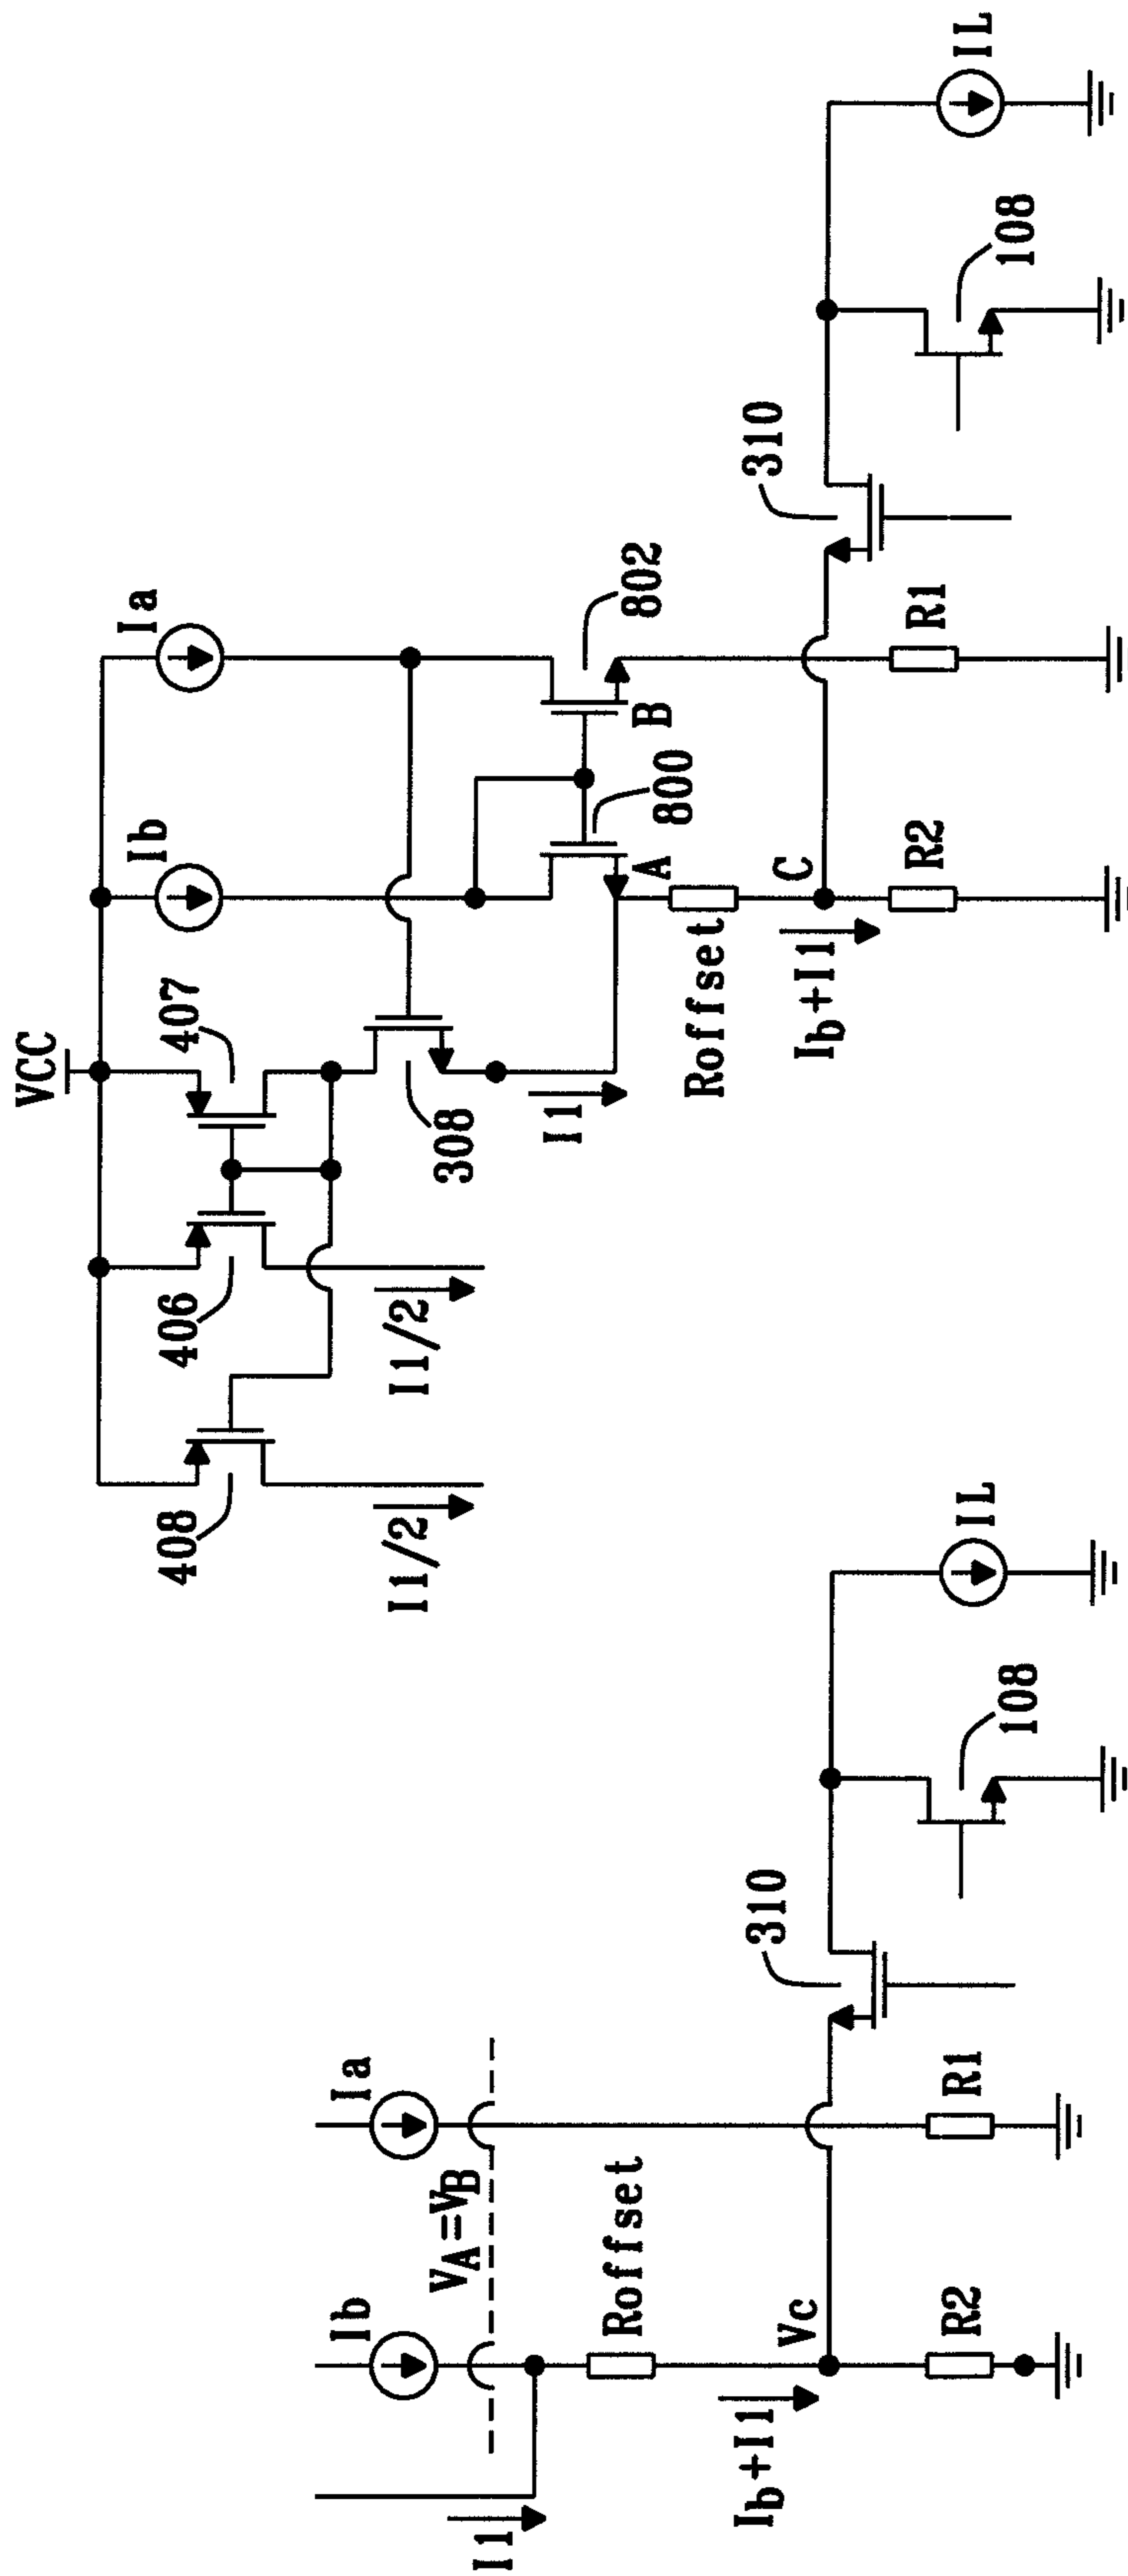 VCC
408
406
407
Ib
Ia
I1/2
I1/2
308
I1
A
800
B
802
Roffset
Ib+I1
C
R2
R1
310
108
IL
I1
Ib
Ia
VA=VB
Roffset
Ib+I1
Vc
R2
R1
310
108
IL